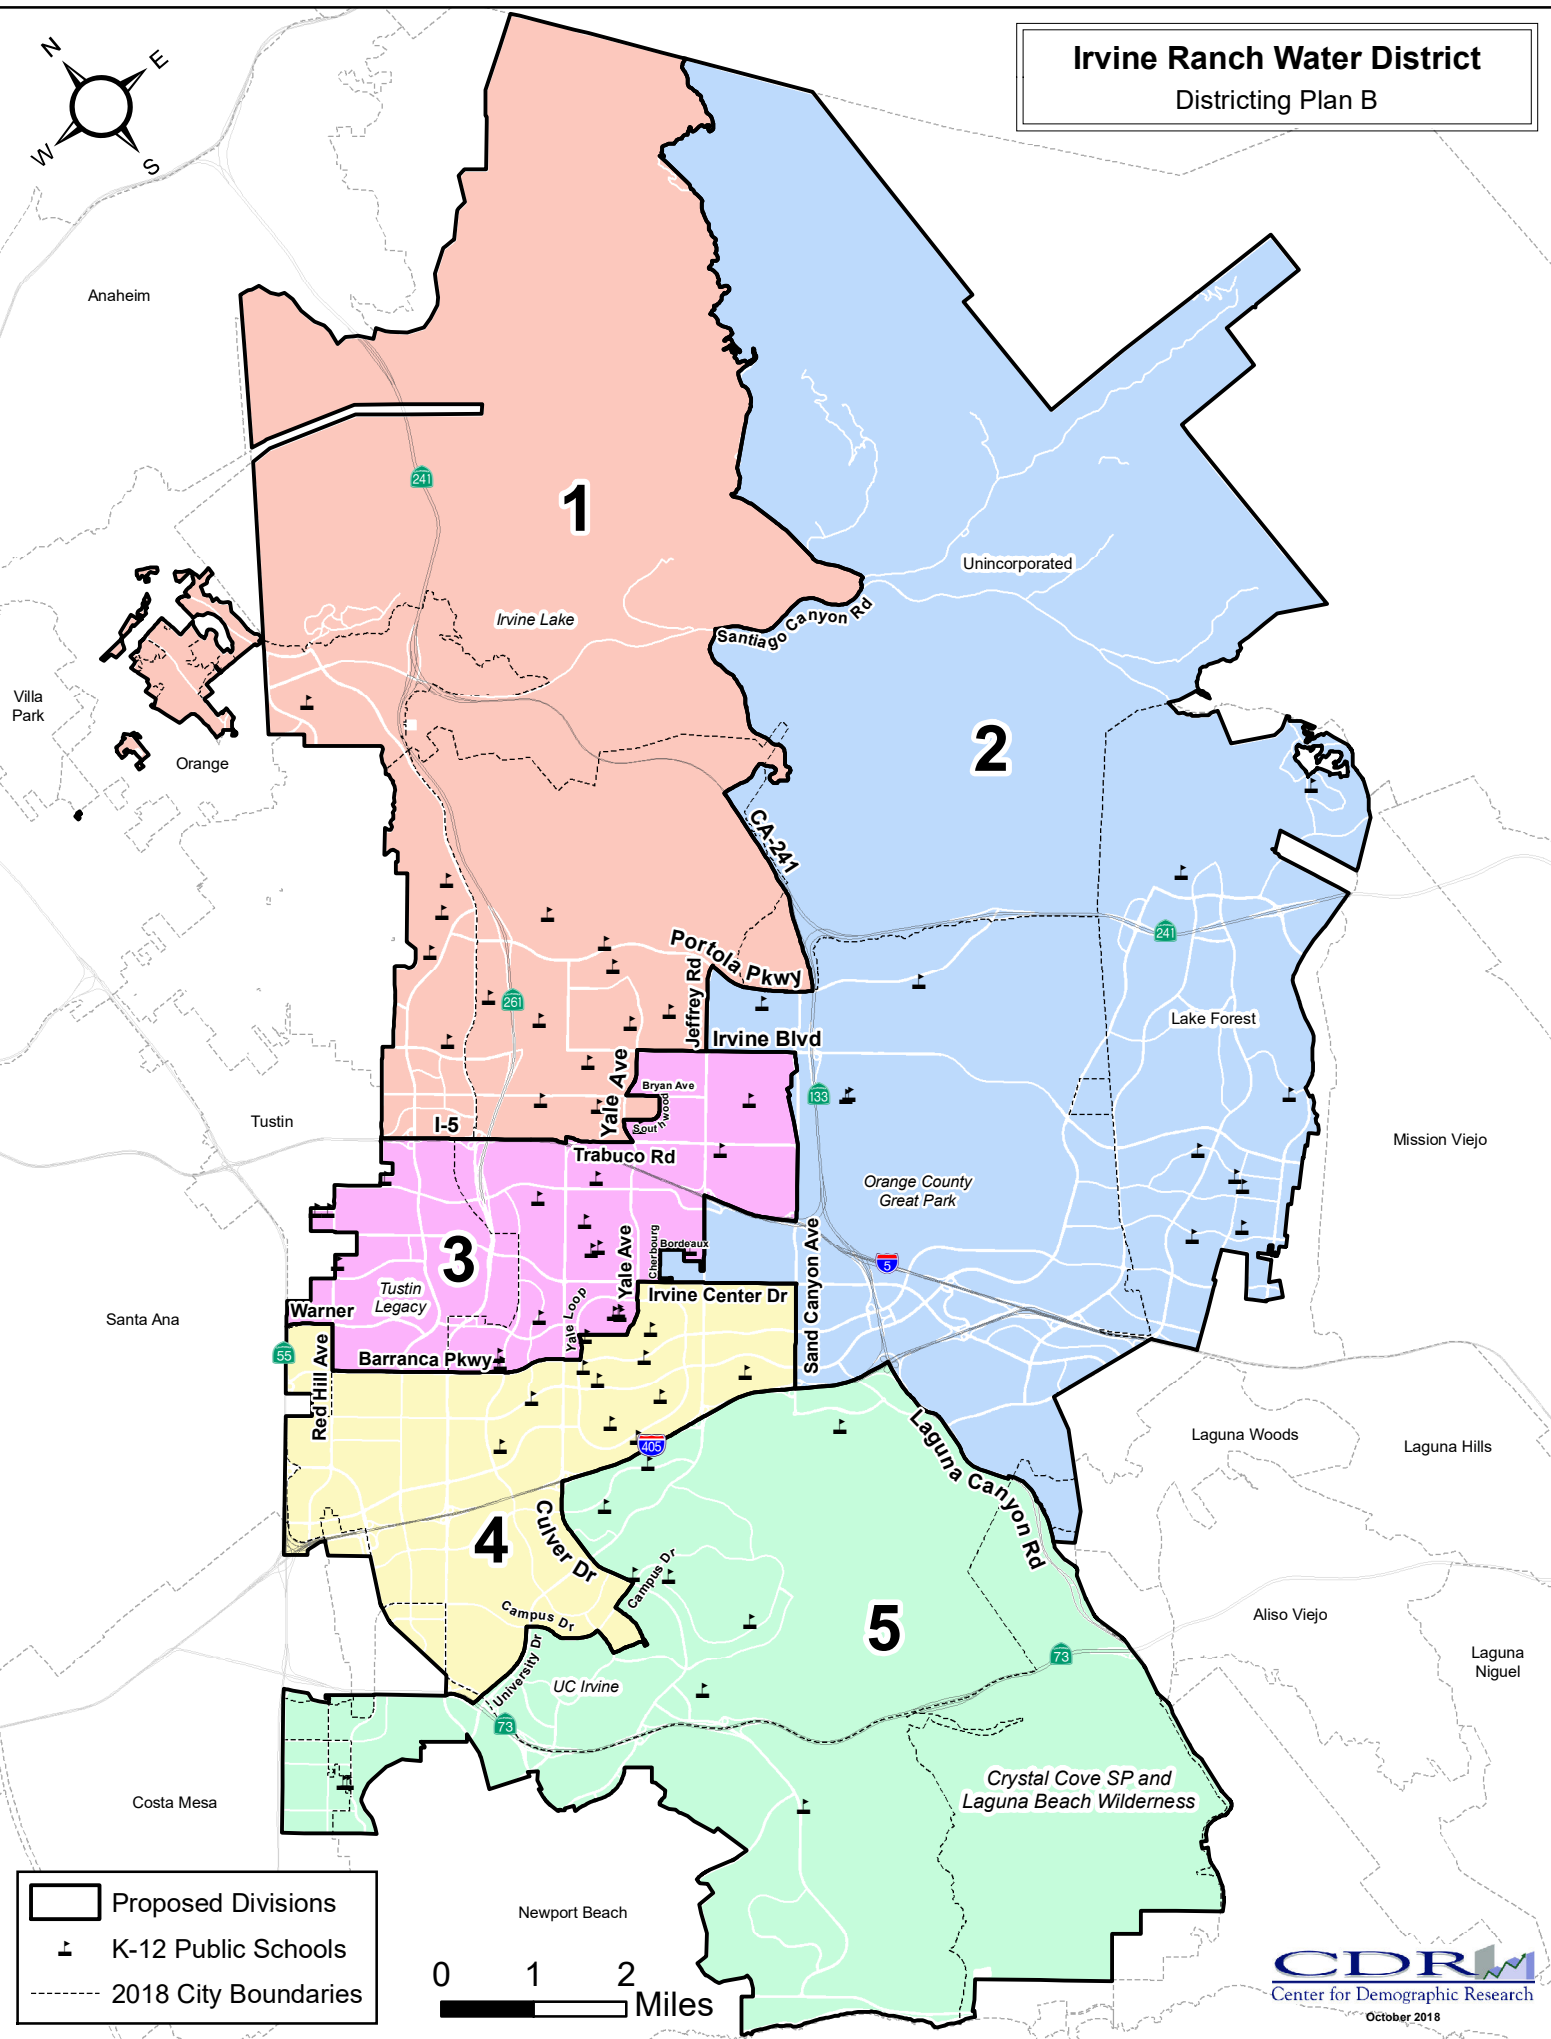 Irvine Ranch Water District
Districting Plan B
N
E
W
S
Anaheim
241
1
Unincorporated
Irvine Lake
Santiago Canyon Rd
Villa
Park
Orange
2
CA-241
241
Portola Pkwy
Jeffrey Rd
261
Lake Forest
Irvine Blvd
Yale Ave
Bryan Ave
Southwood
133
Tustin
I-5
Trabuco Rd
Mission Viejo
Orange County
Great Park
3
Yale Ave
Cherbourg
Bordeaux
Sand Canyon Ave
5
Tustin
Legacy
Yale Loop
Irvine Center Dr
Santa Ana
Warner
55
Red Hill Ave
Barranca Pkwy
405
Laguna Canyon Rd
Laguna Woods
Laguna Hills
4
Culver Dr
Campus Dr
Campus Dr
University Dr
5
Aliso Viejo
73
Laguna
Niguel
UC Irvine
73
Crystal Cove SP and
Laguna Beach Wilderness
Costa Mesa
Newport Beach
Proposed Divisions
K-12 Public Schools
2018 City Boundaries
0 1 2
Miles
CDR
Center for Demographic Research
October 2018